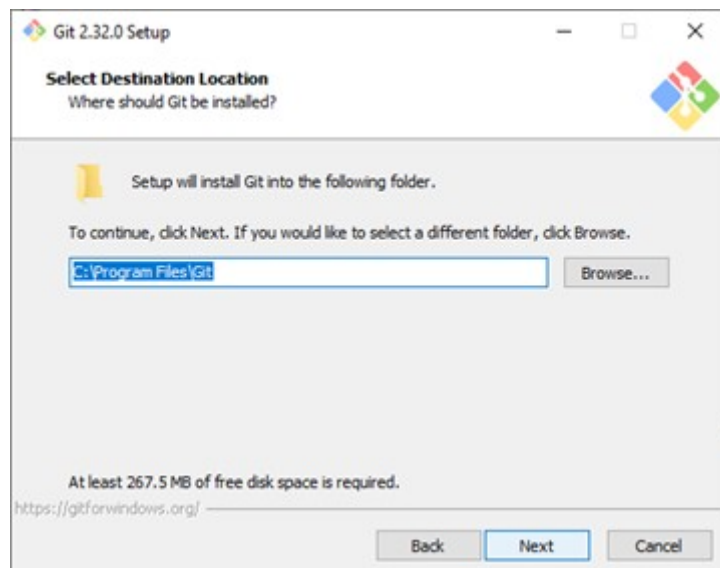 Git 2.32.0 Setup
Select Destination Location
Where should Git be installed?
Setup will install Git into the following folder.
To continue, click Next. If you would like to select a different folder, click Browse.
C:\Program Files\Git
Browse...
At least 267.5 MB of free disk space is required.
https://gitforwindows.org/
Back
Next
Cancel